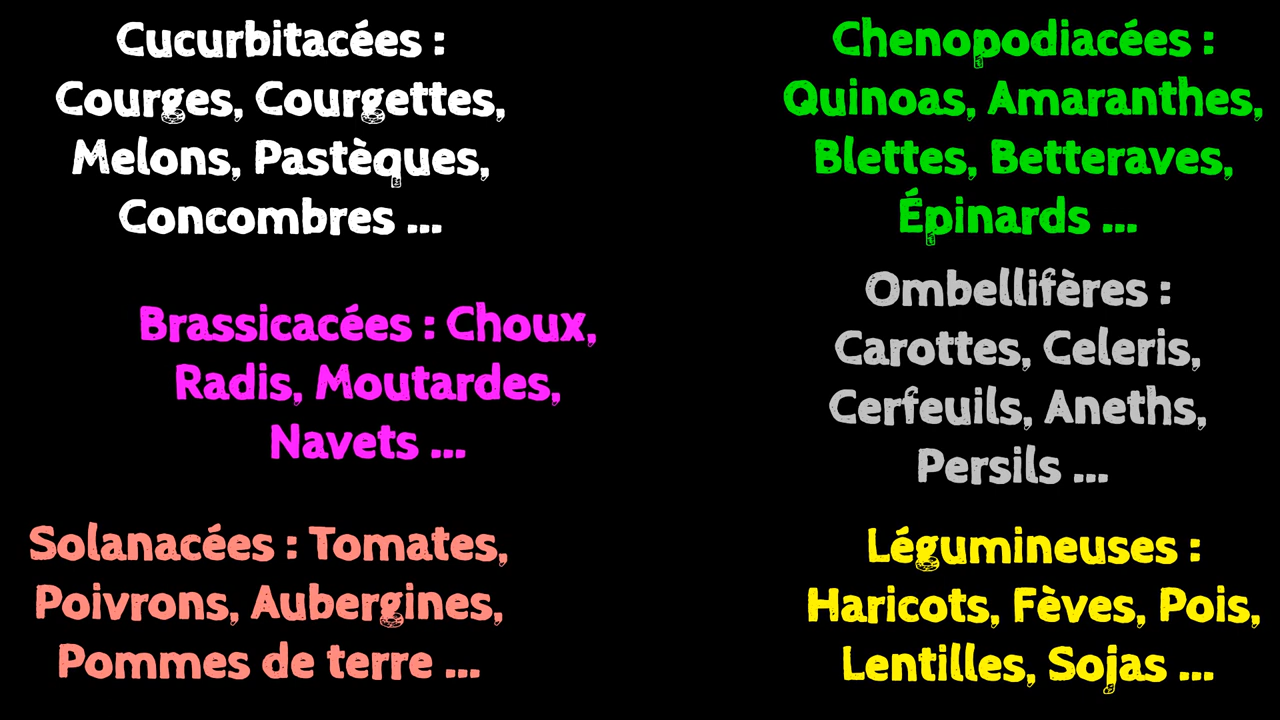 Cucurbitacées :
Courges, Courgettes,
Melons, Pastèques,
Concombres ...
Brassicacées : Choux,
Radis, Moutardes,
Navets ...
Solanacées : Tomates,
Poivrons, Aubergines,
Pommes de terre ...
Chenopodiacées :
Quinoas, Amaranthes,
Blettes, Betteraves,
Épinards ...
Ombellifères :
Carottes, Celeris,
Cerfeuils, Aneths,
Persils ...
Légumineuses :
Haricots, Fèves, Pois,
Lentilles, Sojas ...